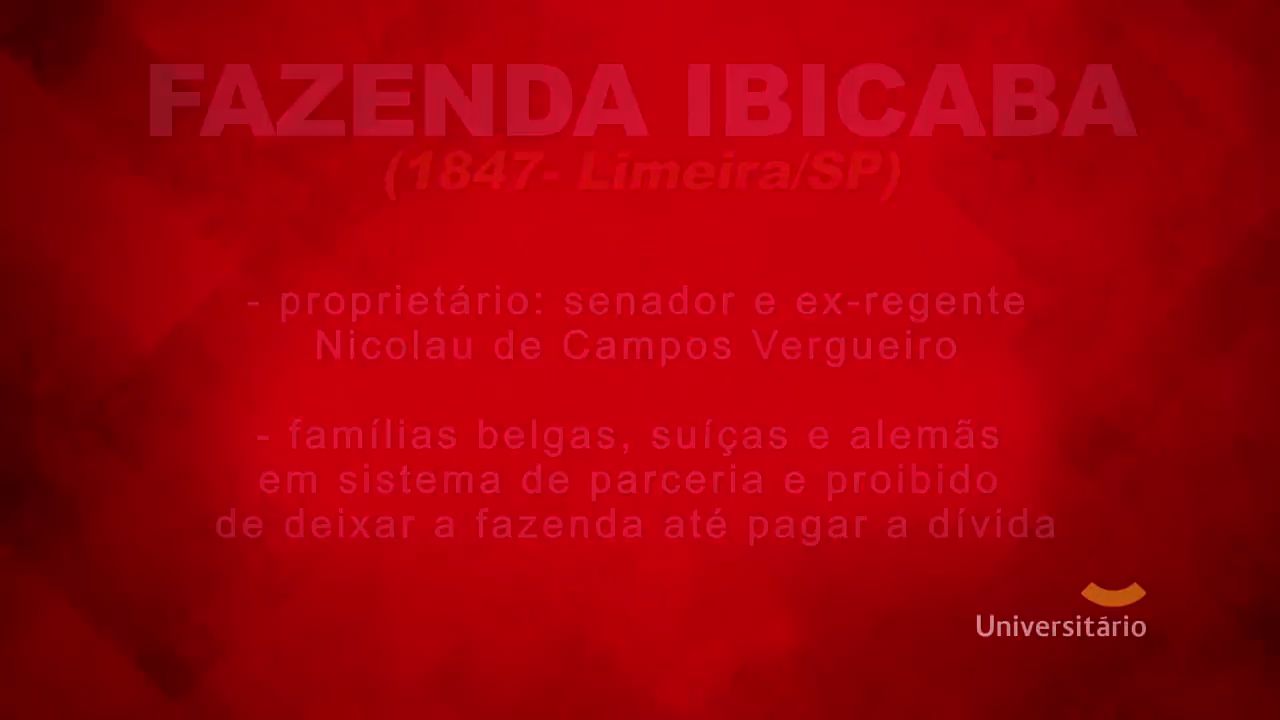 FAZENDA IBICABA
(1847- Limeira/SP)
- proprietário: senador e ex-regente
Nicolau de Campos Vergueiro
- famílias belgas, suíças e alemãs
em sistema de parceria e proibido
de deixar a fazenda até pagar a dívida
Universitário